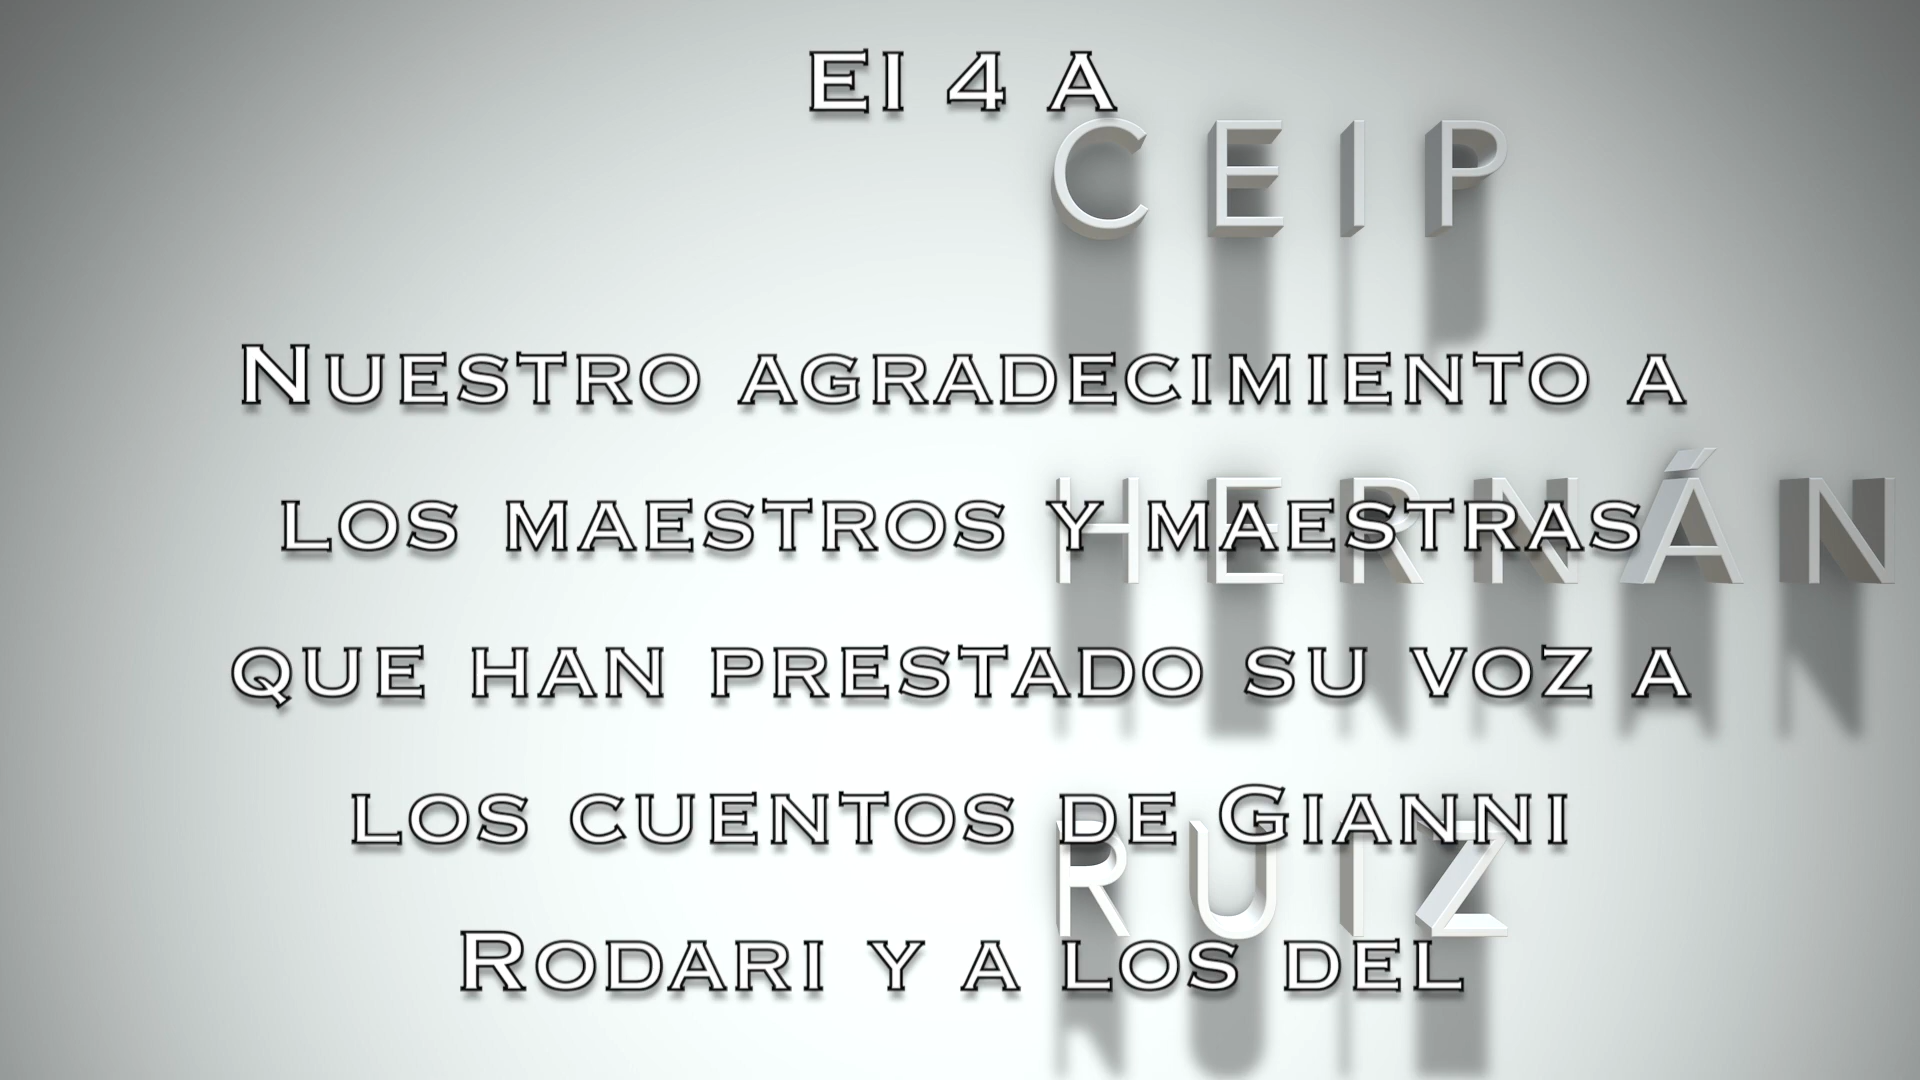 EI 4 A
CEIP
Nuestro agradecimiento a
HERNÁN
los maestros y maestras
que han prestado su voz a
los cuentos de Gianni
RUIZ
Rodari y a los del